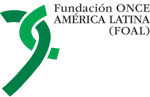 Fundación ONCE
AMÉRICA LATINA
(FOAL)